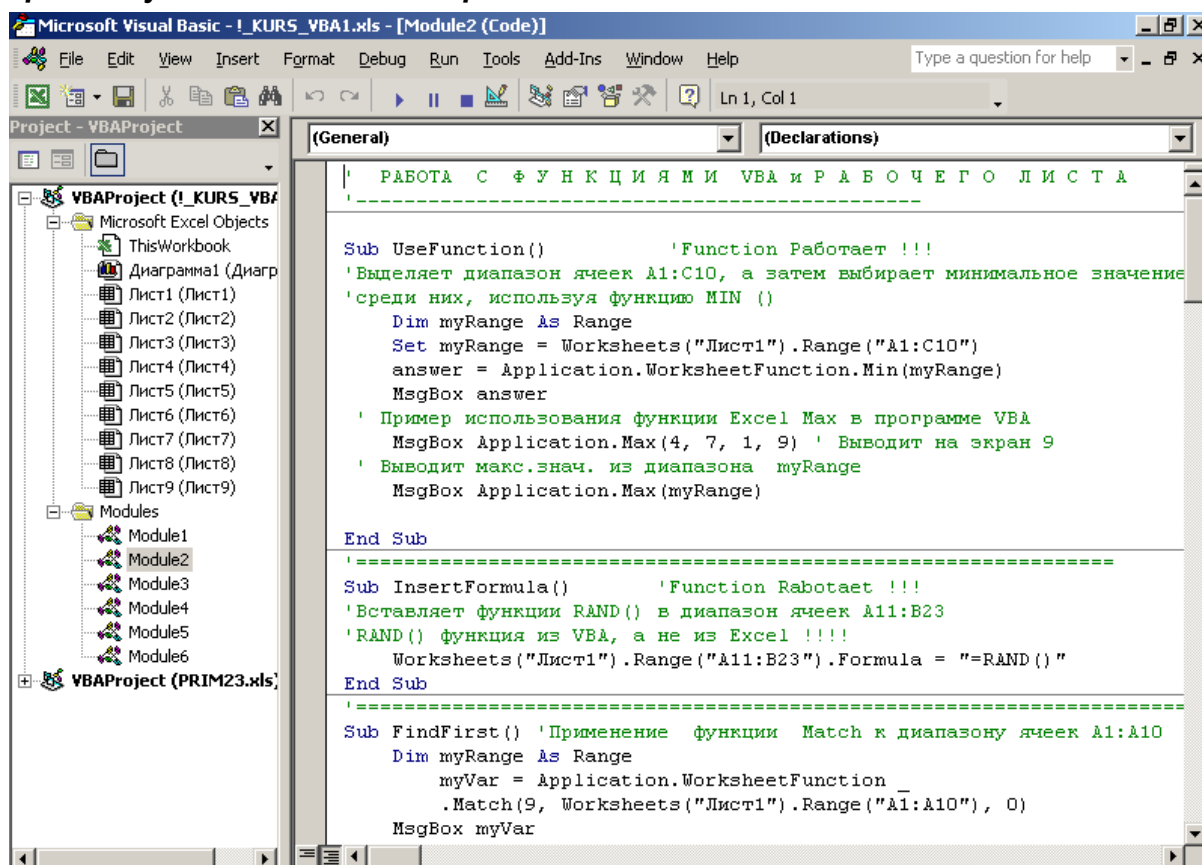 Microsoft Visual Basic - !_KURS_VBA1.xls - [Module2 (Code)]
File Edit View Insert Format Debug Run Tools Add-Ins Window Help
Type a question for help
Ln 1, Col 1
Project - VBAProject
(General)
(Declarations)
VBAProject (!_KURS_VBA
Microsoft Excel Objects
ThisWorkbook
Диаграмма1 (Диагр
Лист1 (Лист1)
Лист2 (Лист2)
Лист3 (Лист3)
Лист4 (Лист4)
Лист5 (Лист5)
Лист6 (Лист6)
Лист7 (Лист7)
Лист8 (Лист8)
Лист9 (Лист9)
Modules
Module1
Module2
Module3
Module4
Module5
Module6
VBAProject (PRIM23.xls)
' РАБОТА С Ф У Н К Ц И Я М И VBA и Р А Б О Ч Е Г О Л И С Т А
'-----------------------------------------------
Sub UseFunction() 'Function Работает !!!
'Выделяет диапазон ячеек A1:C10, а затем выбирает минимальное значение
'среди них, используя функцию MIN ()
Dim myRange As Range
Set myRange = Worksheets("Лист1").Range("A1:C10")
answer = Application.WorksheetFunction.Min(myRange)
MsgBox answer
' Пример использования функции Excel Max в программе VBA
MsgBox Application.Max(4, 7, 1, 9) ' Выводит на экран 9
' Выводит макс.знач. из диапазона myRange
MsgBox Application.Max(myRange)
End Sub
'===============================================================
Sub InsertFormula() 'Function Rabotaet !!!
'Вставляет функции RAND() в диапазон ячеек A11:B23
'RAND() функция из VBA, а не из Excel !!!!
Worksheets("Лист1").Range("A11:B23").Formula = "=RAND()"
End Sub
'=====================================================================
Sub FindFirst() 'Применение функции Match к диапазону ячеек A1:A10
Dim myRange As Range
myVar = Application.WorksheetFunction _
.Match(9, Worksheets("Лист1").Range("A1:A10"), 0)
MsgBox myVar